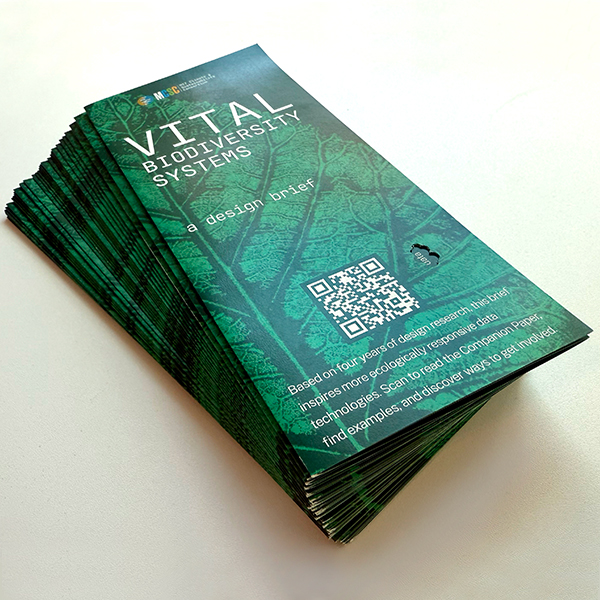 VITAL
BIODIVERSITY
SYSTEMS
a design brief
Based on four years of design research, this brief
inspires more ecologically responsive data
technologies. Scan to read the Companion Paper,
find examples, and discover ways to get involved.